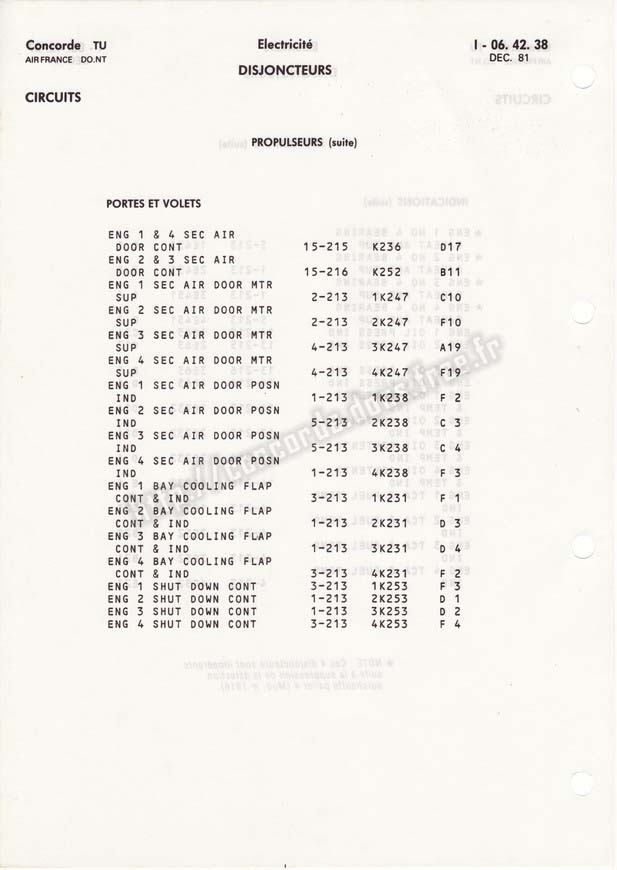 Concorde .TU Electricité I - 06. 42. 38
AIR FRANCE DO.NT DISJONCTEURS DEC. 81
CIRCUITS
PROPULSEURS (suite)
PORTES ET VOLETS
ENG 1 & 4 SEC AIR
DOOR CONT 15-215 K236 D17
ENG 2 & 3 SEC AIR
DOOR CONT 15-216 K252 B11
ENG 1 SEC AIR DOOR MTR
SUP 2-213 1K247 C10
ENG 2 SEC AIR DOOR MTR
SUP 2-213 2K247 F10
ENG 3 SEC AIR DOOR MTR
SUP 4-213 3K247 A19
ENG 4 SEC AIR DOOR MTR
SUP 4-213 4K247 F19
ENG 1 SEC AIR DOOR POSN
IND 1-213 1K238 F 2
ENG 2 SEC AIR DOOR POSN
IND 5-213 2K238 C 3
ENG 3 SEC AIR DOOR POSN
IND 5-213 3K238 C 4
ENG 4 SEC AIR DOOR POSN
IND 1-213 4K238 F 3
ENG 1 BAY COOLING FLAP
CONT & IND 3-213 1K231 F 1
ENG 2 BAY COOLING FLAP
CONT & IND 1-213 2K231 D 3
ENG 3 BAY COOLING FLAP
CONT & IND 1-213 3K231 D 4
ENG 4 BAY COOLING FLAP
CONT & IND 3-213 4K231 F 2
ENG 1 SHUT DOWN CONT 3-213 1K253 F 3
ENG 2 SHUT DOWN CONT 1-213 2K253 D 1
ENG 3 SHUT DOWN CONT 1-213 3K253 D 2
ENG 4 SHUT DOWN CONT 3-213 4K253 F 4